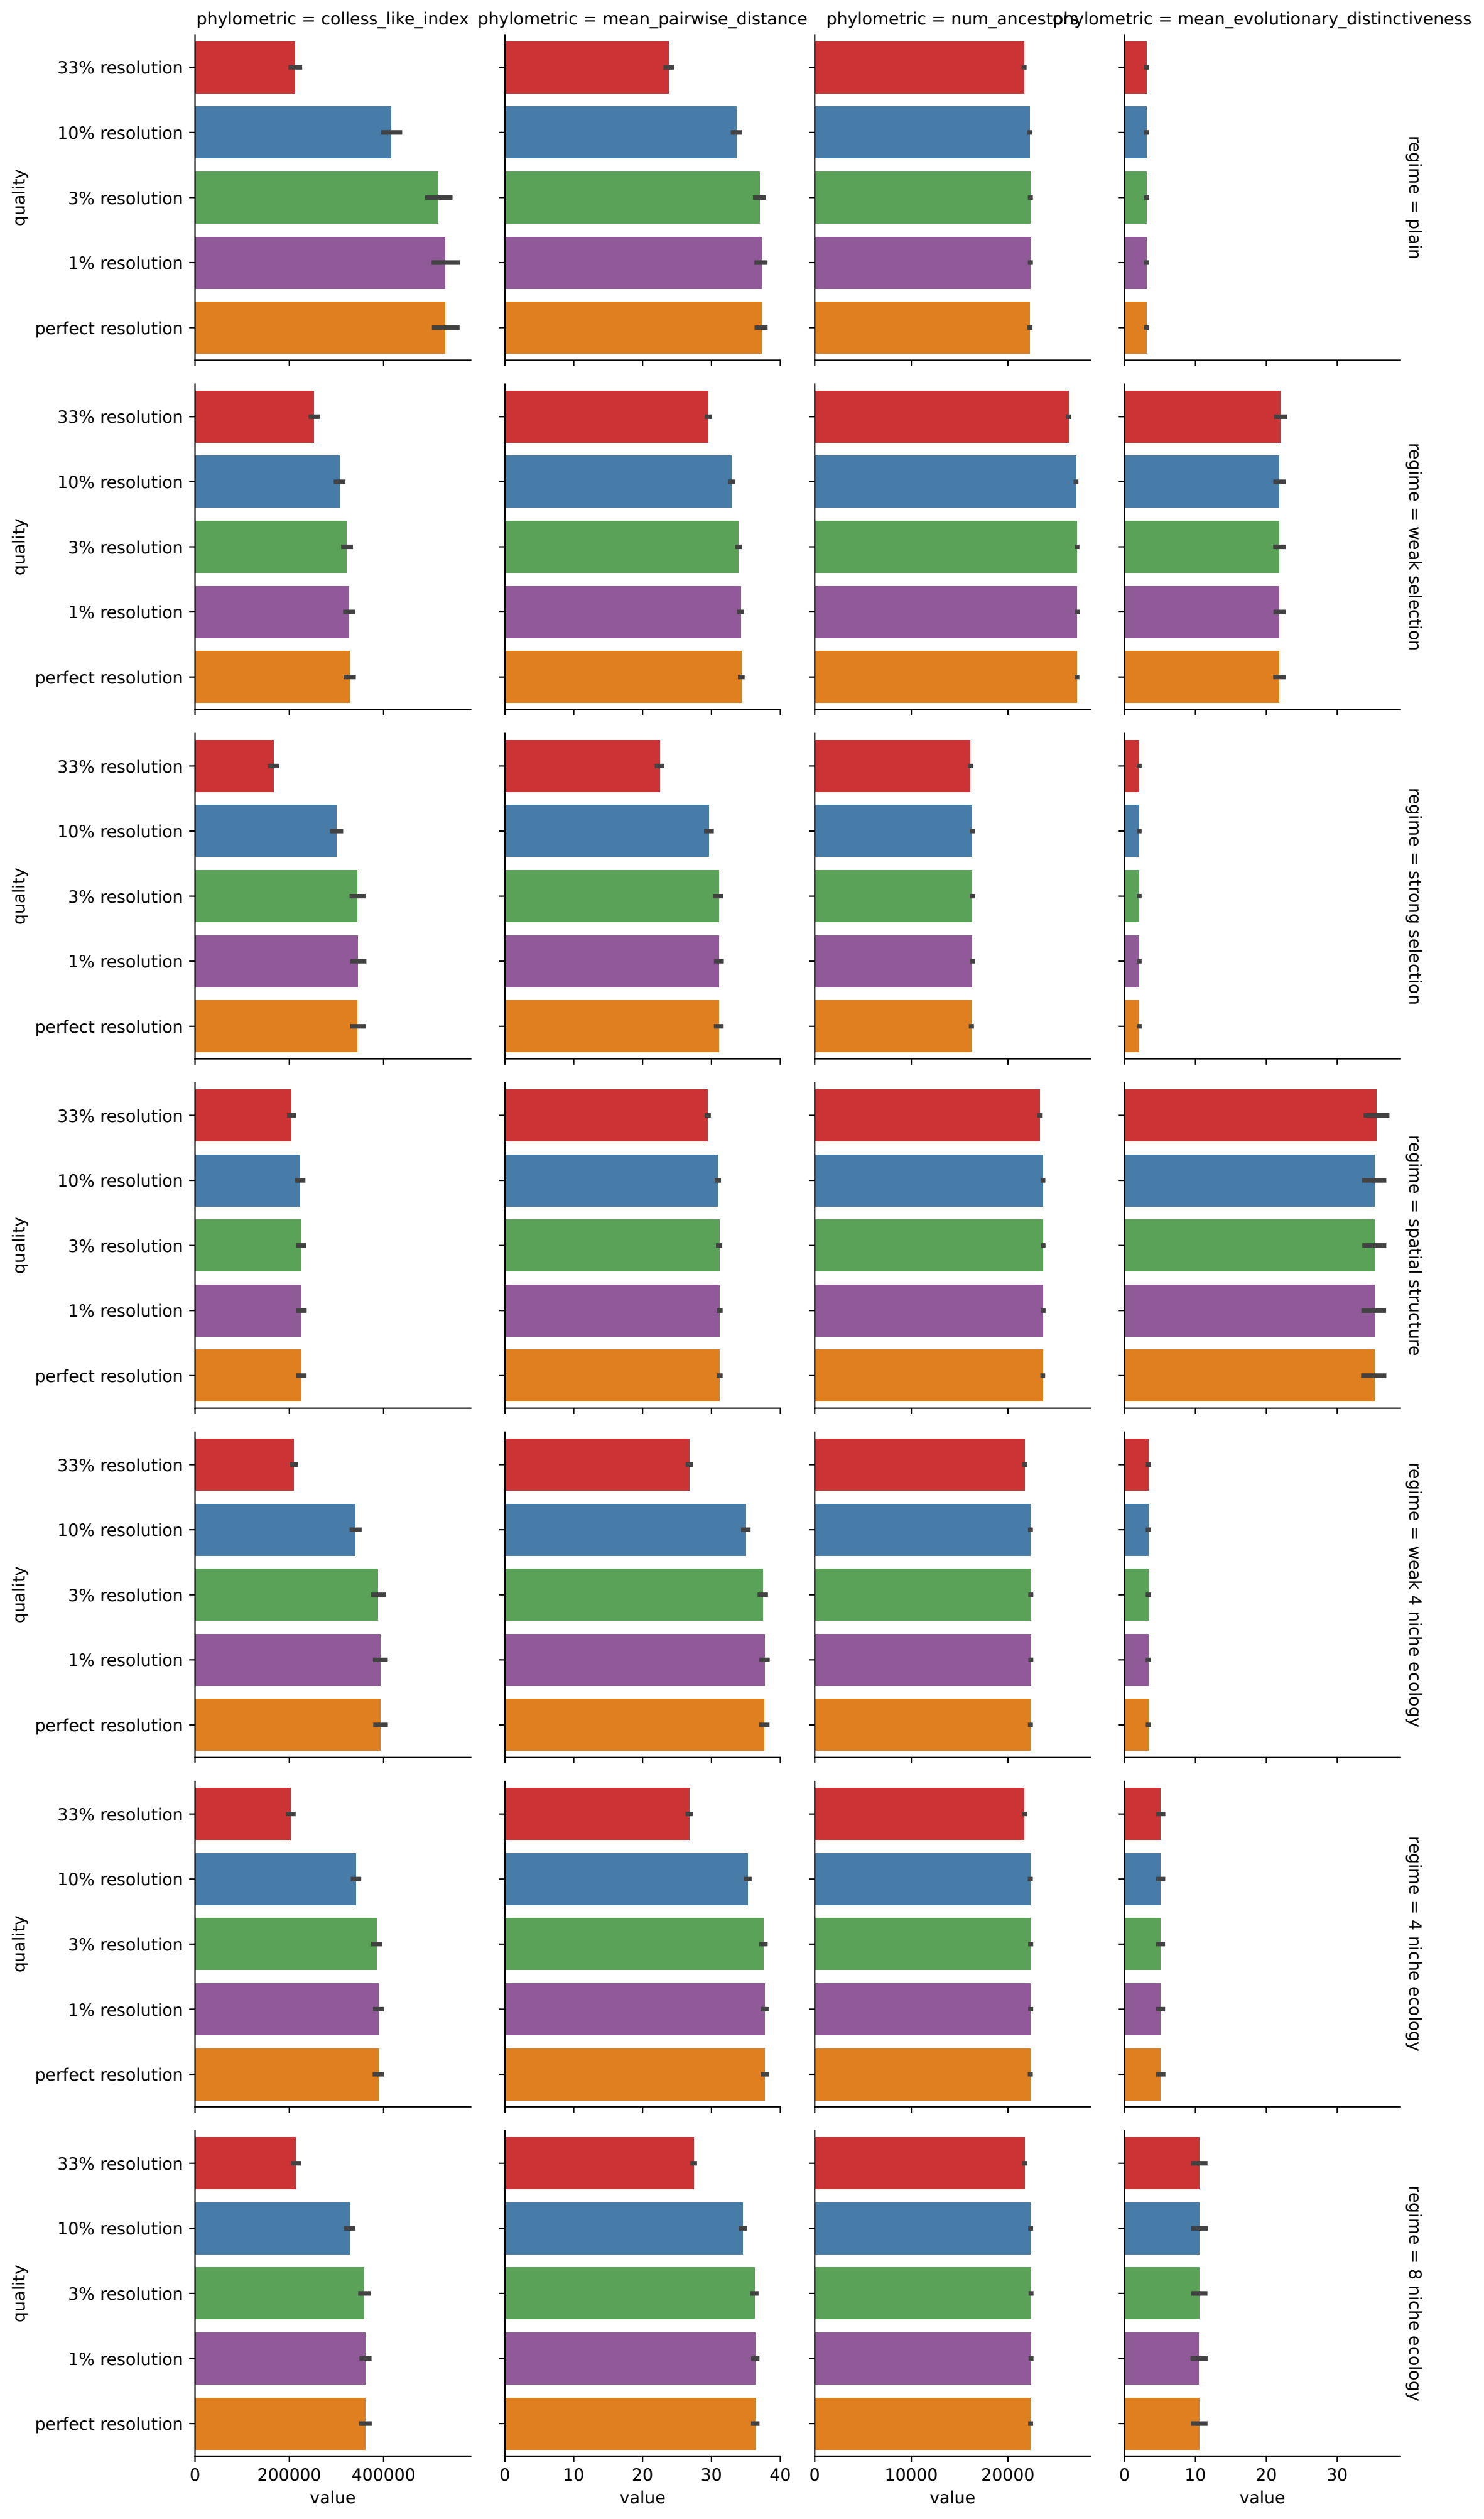 phylometric = colless_like_index
phylometric = mean_pairwise_distance
phylometric = num_ancestors
phylometric = mean_evolutionary_distinctiveness
quality
33% resolution
10% resolution
3% resolution
1% resolution
perfect resolution
regime = plain
quality
33% resolution
10% resolution
3% resolution
1% resolution
perfect resolution
regime = weak selection
quality
33% resolution
10% resolution
3% resolution
1% resolution
perfect resolution
regime = strong selection
quality
33% resolution
10% resolution
3% resolution
1% resolution
perfect resolution
regime = spatial structure
quality
33% resolution
10% resolution
3% resolution
1% resolution
perfect resolution
regime = weak 4 niche ecology
quality
33% resolution
10% resolution
3% resolution
1% resolution
perfect resolution
regime = 4 niche ecology
quality
33% resolution
10% resolution
3% resolution
1% resolution
perfect resolution
regime = 8 niche ecology
0 200000 400000
value
0 10 20 30 40
value
0 10000 20000
value
0 10 20 30
value